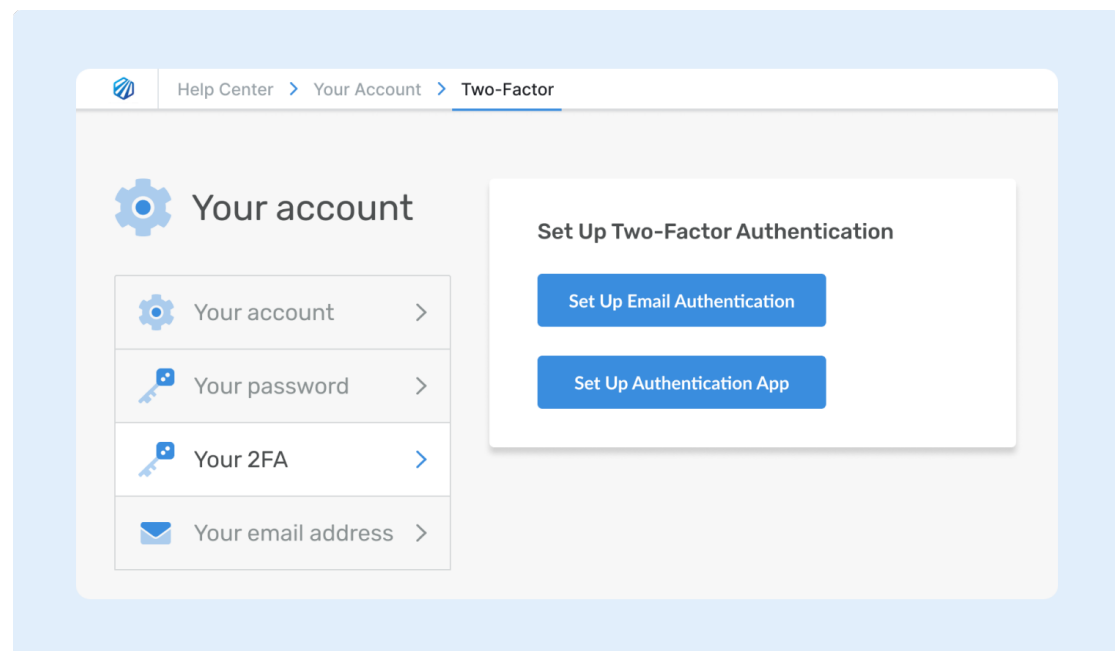 Help Center > Your Account > Two-Factor
Your account
Your account
Your password
Your 2FA
Your email address
Set Up Two-Factor Authentication
Set Up Email Authentication
Set Up Authentication App